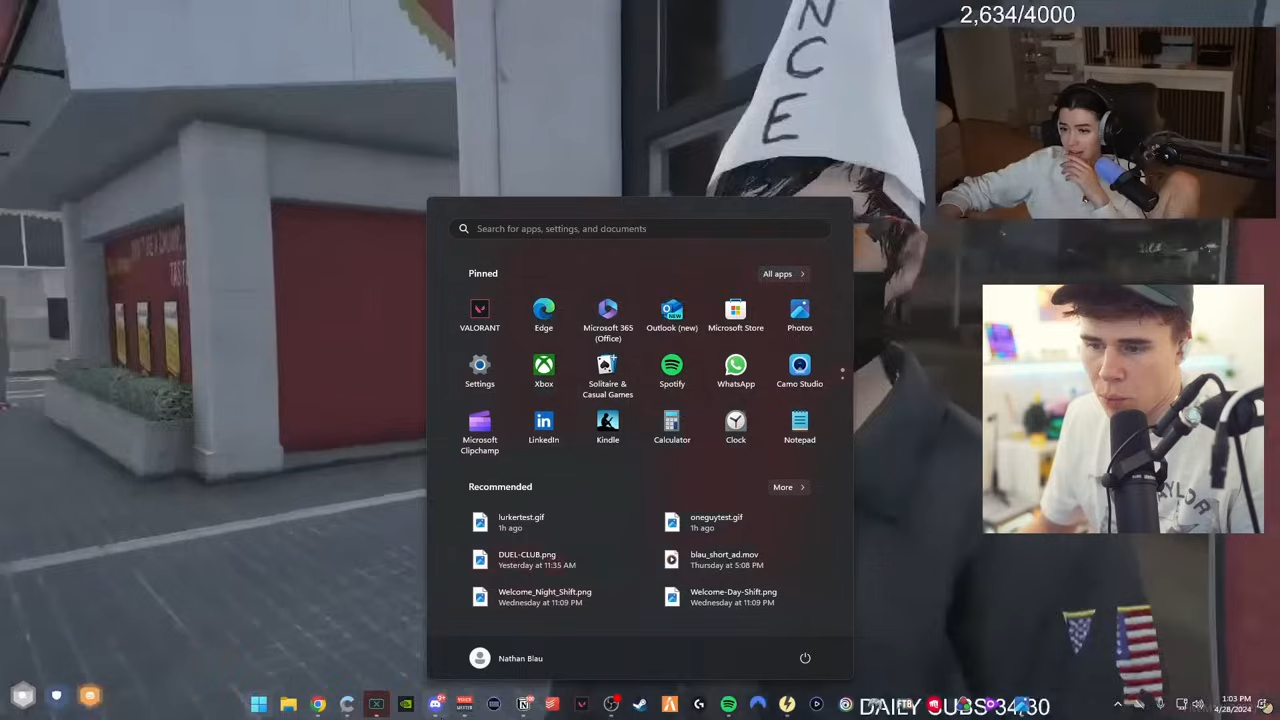 2,634/4000
N
C
E
Search for apps, settings, and documents
Pinned
All apps
VALORANT
Edge
Microsoft 365
(Office)
Outlook (new)
Microsoft Store
Photos
Settings
Xbox
Solitaire &
Casual Games
Spotify
WhatsApp
Camo Studio
Microsoft
Clipchamp
LinkedIn
Kindle
Calculator
Clock
Notepad
Recommended
More
lurkertest.gif
1h ago
oneguytest.gif
1h ago
DUEL-CLUB.png
Yesterday at 11:35 AM
blau_short_ad.mov
Thursday at 5:08 PM
Welcome_Night_Shift.png
Wednesday at 11:09 PM
Welcome-Day-Shift.png
Wednesday at 11:09 PM
Nathan Blau
DAILY SUBS 34/30
1:03 PM
4/28/2024